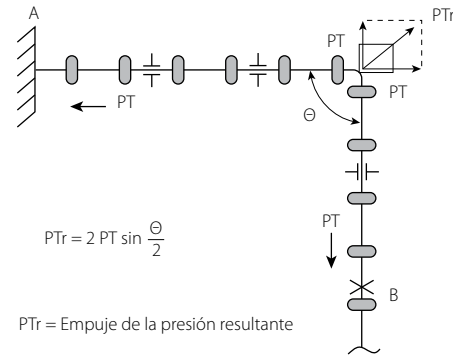 A
PTr
PT
PT
PT
Θ
PT
PTr = 2 PT sin Θ/2
B
PTr = Empuje de la presión resultante